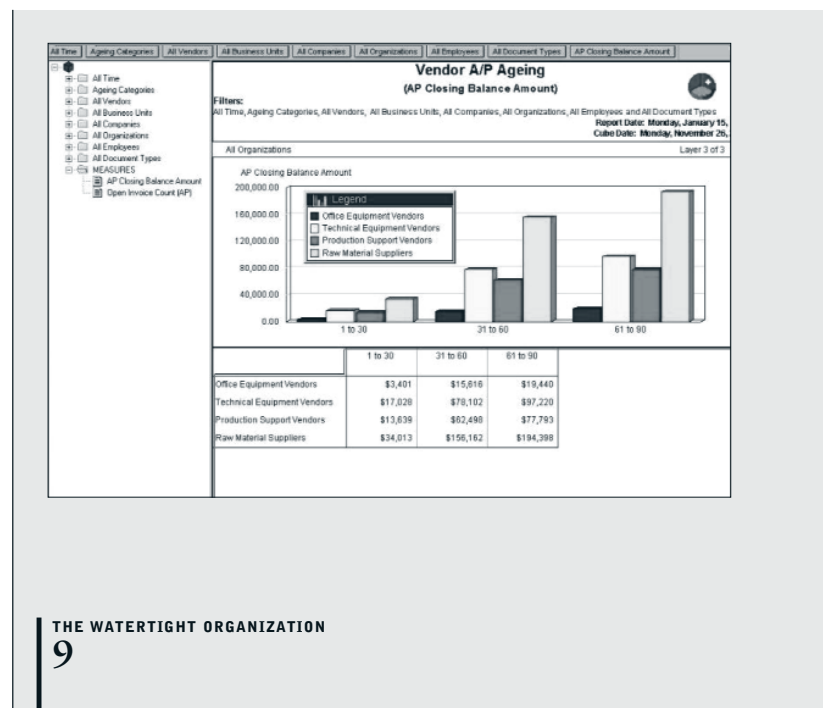 All Time Ageing Categories All Vendors All Business Units All Companies All Organizations All Employees All Document Types AP Closing Balance Amount
All Time
Ageing Categories
All Vendors
All Business Units
All Companies
All Organizations
All Employees
All Document Types
MEASURES
AP Closing Balance Amount
Open Invoice Count (AP)
Vendor A/P Ageing
(AP Closing Balance Amount)
Filters:
All Time, Ageing Categories, All Vendors, All Business Units, All Companies, All Organizations, All Employees and All Document Types
Report Date: Monday, January 15,
Cube Date: Monday, November 26,
All Organizations Layer 3 of 3
AP Closing Balance Amount
200,000.00
160,000.00
120,000.00
80,000.00
40,000.00
0.00
Legend
Office Equipment Vendors
Technical Equipment Vendors
Production Support Vendors
Raw Material Suppliers
1 to 30 31 to 60 61 to 90
1 to 30 31 to 60 61 to 90
Office Equipment Vendors $3,401 $15,616 $19,440
Technical Equipment Vendors $17,028 $78,102 $97,220
Production Support Vendors $13,639 $62,498 $77,793
Raw Material Suppliers $34,013 $156,162 $194,398
THE WATERTIGHT ORGANIZATION
9